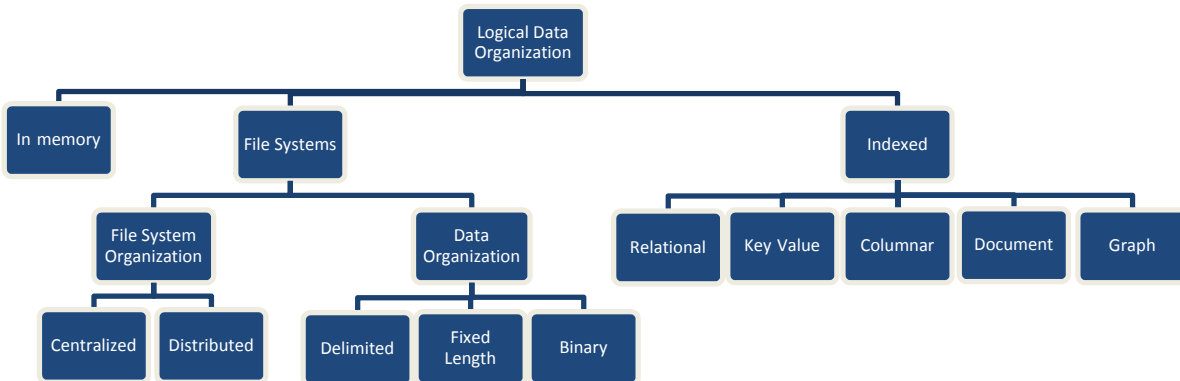 Logical Data
Organization
In memory
File Systems
Indexed
File System
Organization
Data
Organization
Relational
Key Value
Columnar
Document
Graph
Centralized
Distributed
Delimited
Fixed
Length
Binary